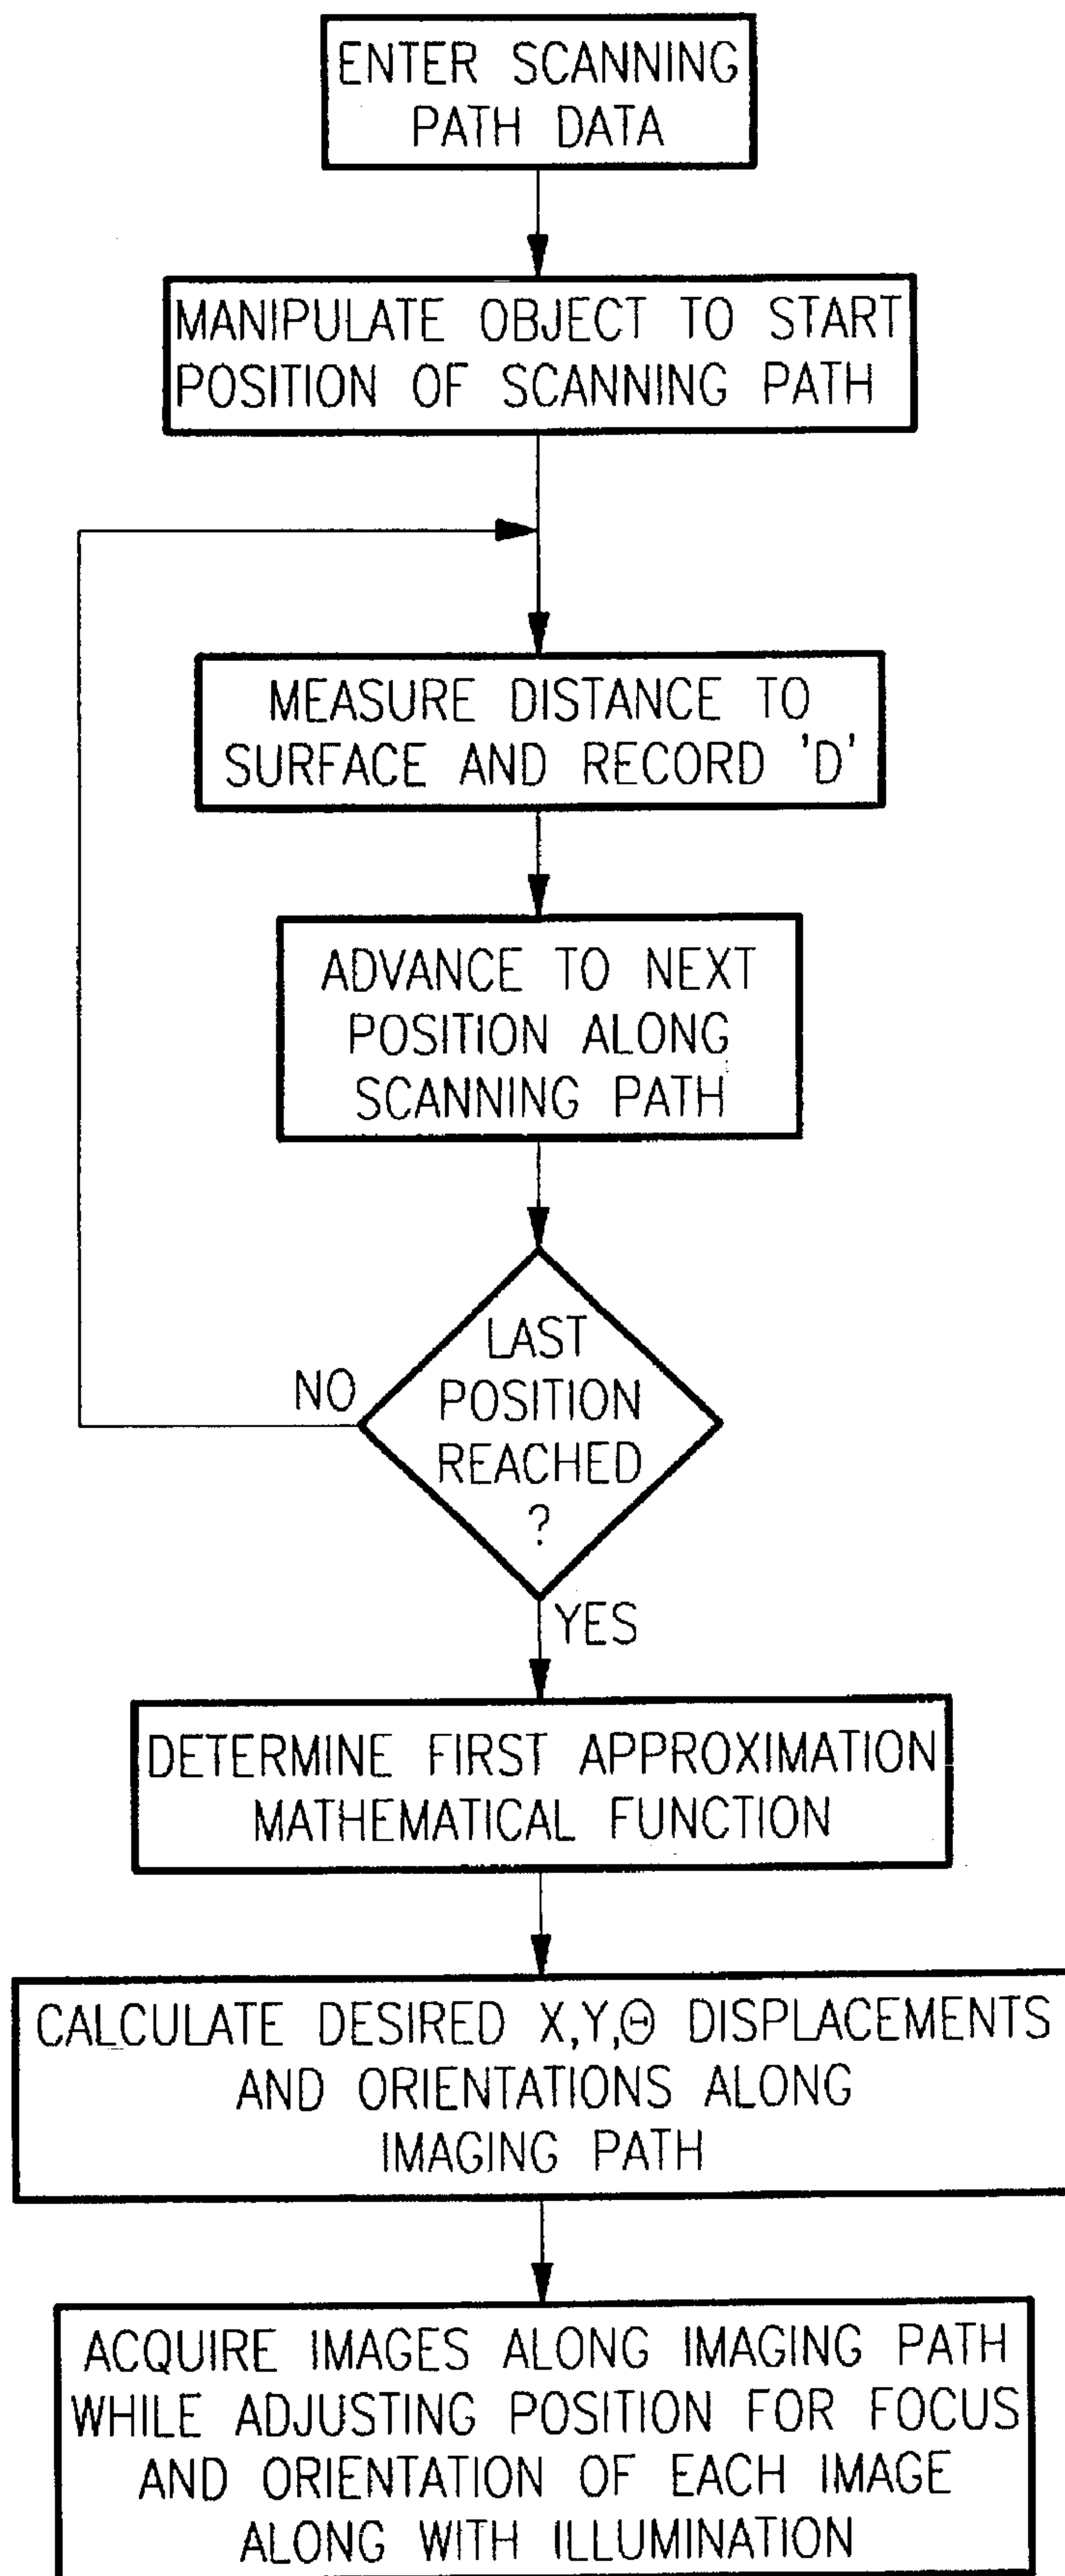 ENTER SCANNING
PATH DATA
MANIPULATE OBJECT TO START
POSITION OF SCANNING PATH
MEASURE DISTANCE TO
SURFACE AND RECORD 'D'
ADVANCE TO NEXT
POSITION ALONG
SCANNING PATH
LAST
POSITION
REACHED
?
NO
YES
DETERMINE FIRST APPROXIMATION
MATHEMATICAL FUNCTION
CALCULATE DESIRED X,Y,Θ DISPLACEMENTS
AND ORIENTATIONS ALONG
IMAGING PATH
ACQUIRE IMAGES ALONG IMAGING PATH
WHILE ADJUSTING POSITION FOR FOCUS
AND ORIENTATION OF EACH IMAGE
ALONG WITH ILLUMINATION